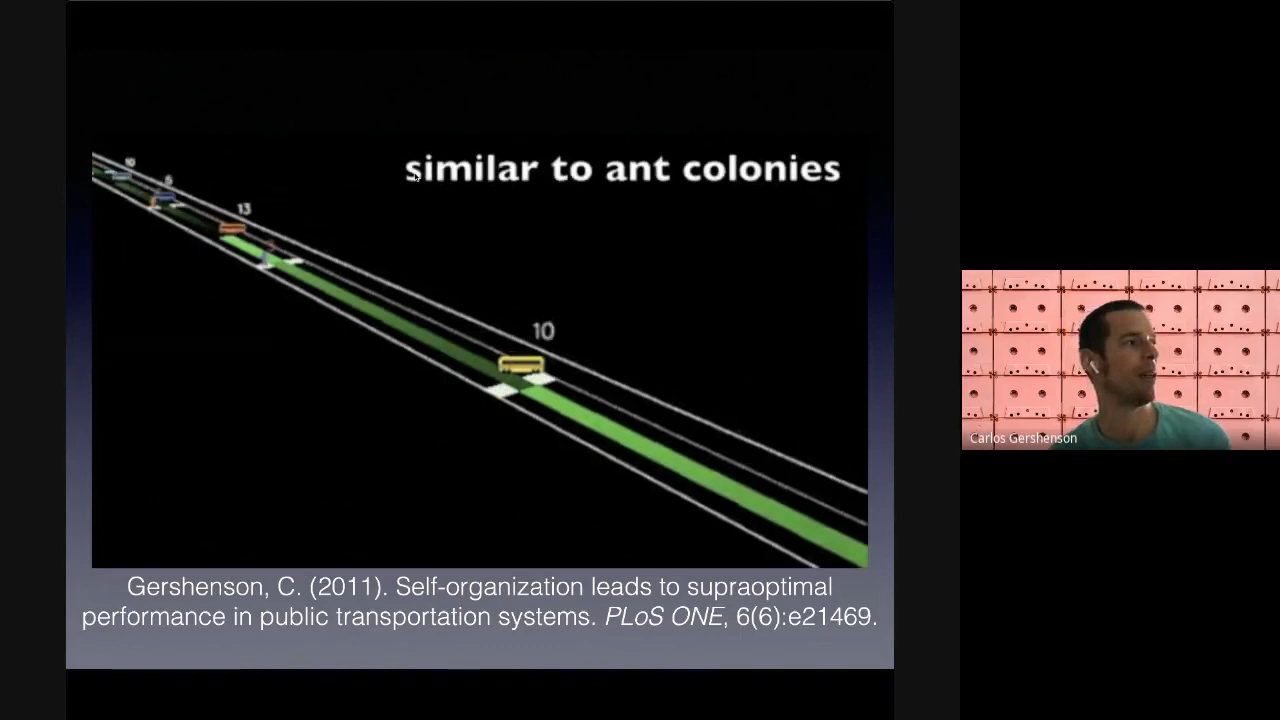 similar to ant colonies
10
6
13
10
Gershenson, C. (2011). Self-organization leads to supraoptimal
performance in public transportation systems. PLoS ONE, 6(6):e21469.
Carlos Gershenson